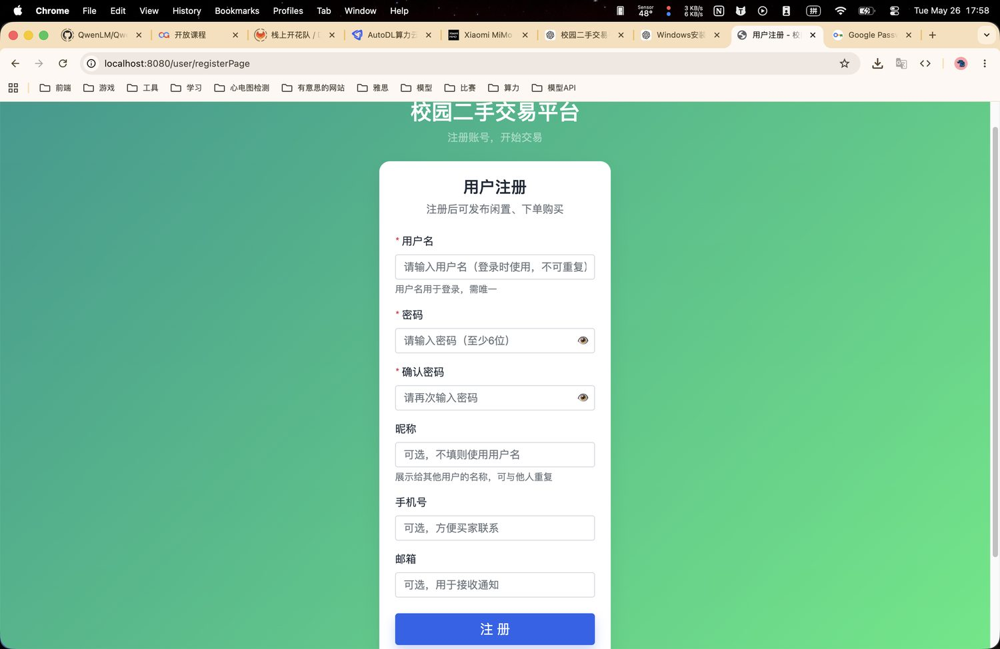 Chrome File Edit View History Bookmarks Profiles Tab Window Help
Sensor 48° 3 KB/s 6 KB/s 拼 Tue May 26 17:58
QwenLM/Qw 开放课程 栈上开花队 / AutoDL算力云 Xiaomi MiMo 校园二手交易 Windows安装 用户注册 - 校 Google Passw
localhost:8080/user/registerPage
前端 游戏 工具 学习 心电图检测 有意思的网站 雅思 模型 比赛 算力 模型API
校园二手交易平台
注册账号，开始交易
用户注册
注册后可发布闲置、下单购买
* 用户名
请输入用户名（登录时使用，不可重复）
用户名用于登录，需唯一
* 密码
请输入密码（至少6位）
* 确认密码
请再次输入密码
昵称
可选，不填则使用用户名
展示给其他用户的名称，可与他人重复
手机号
可选，方便买家联系
邮箱
可选，用于接收通知
注 册